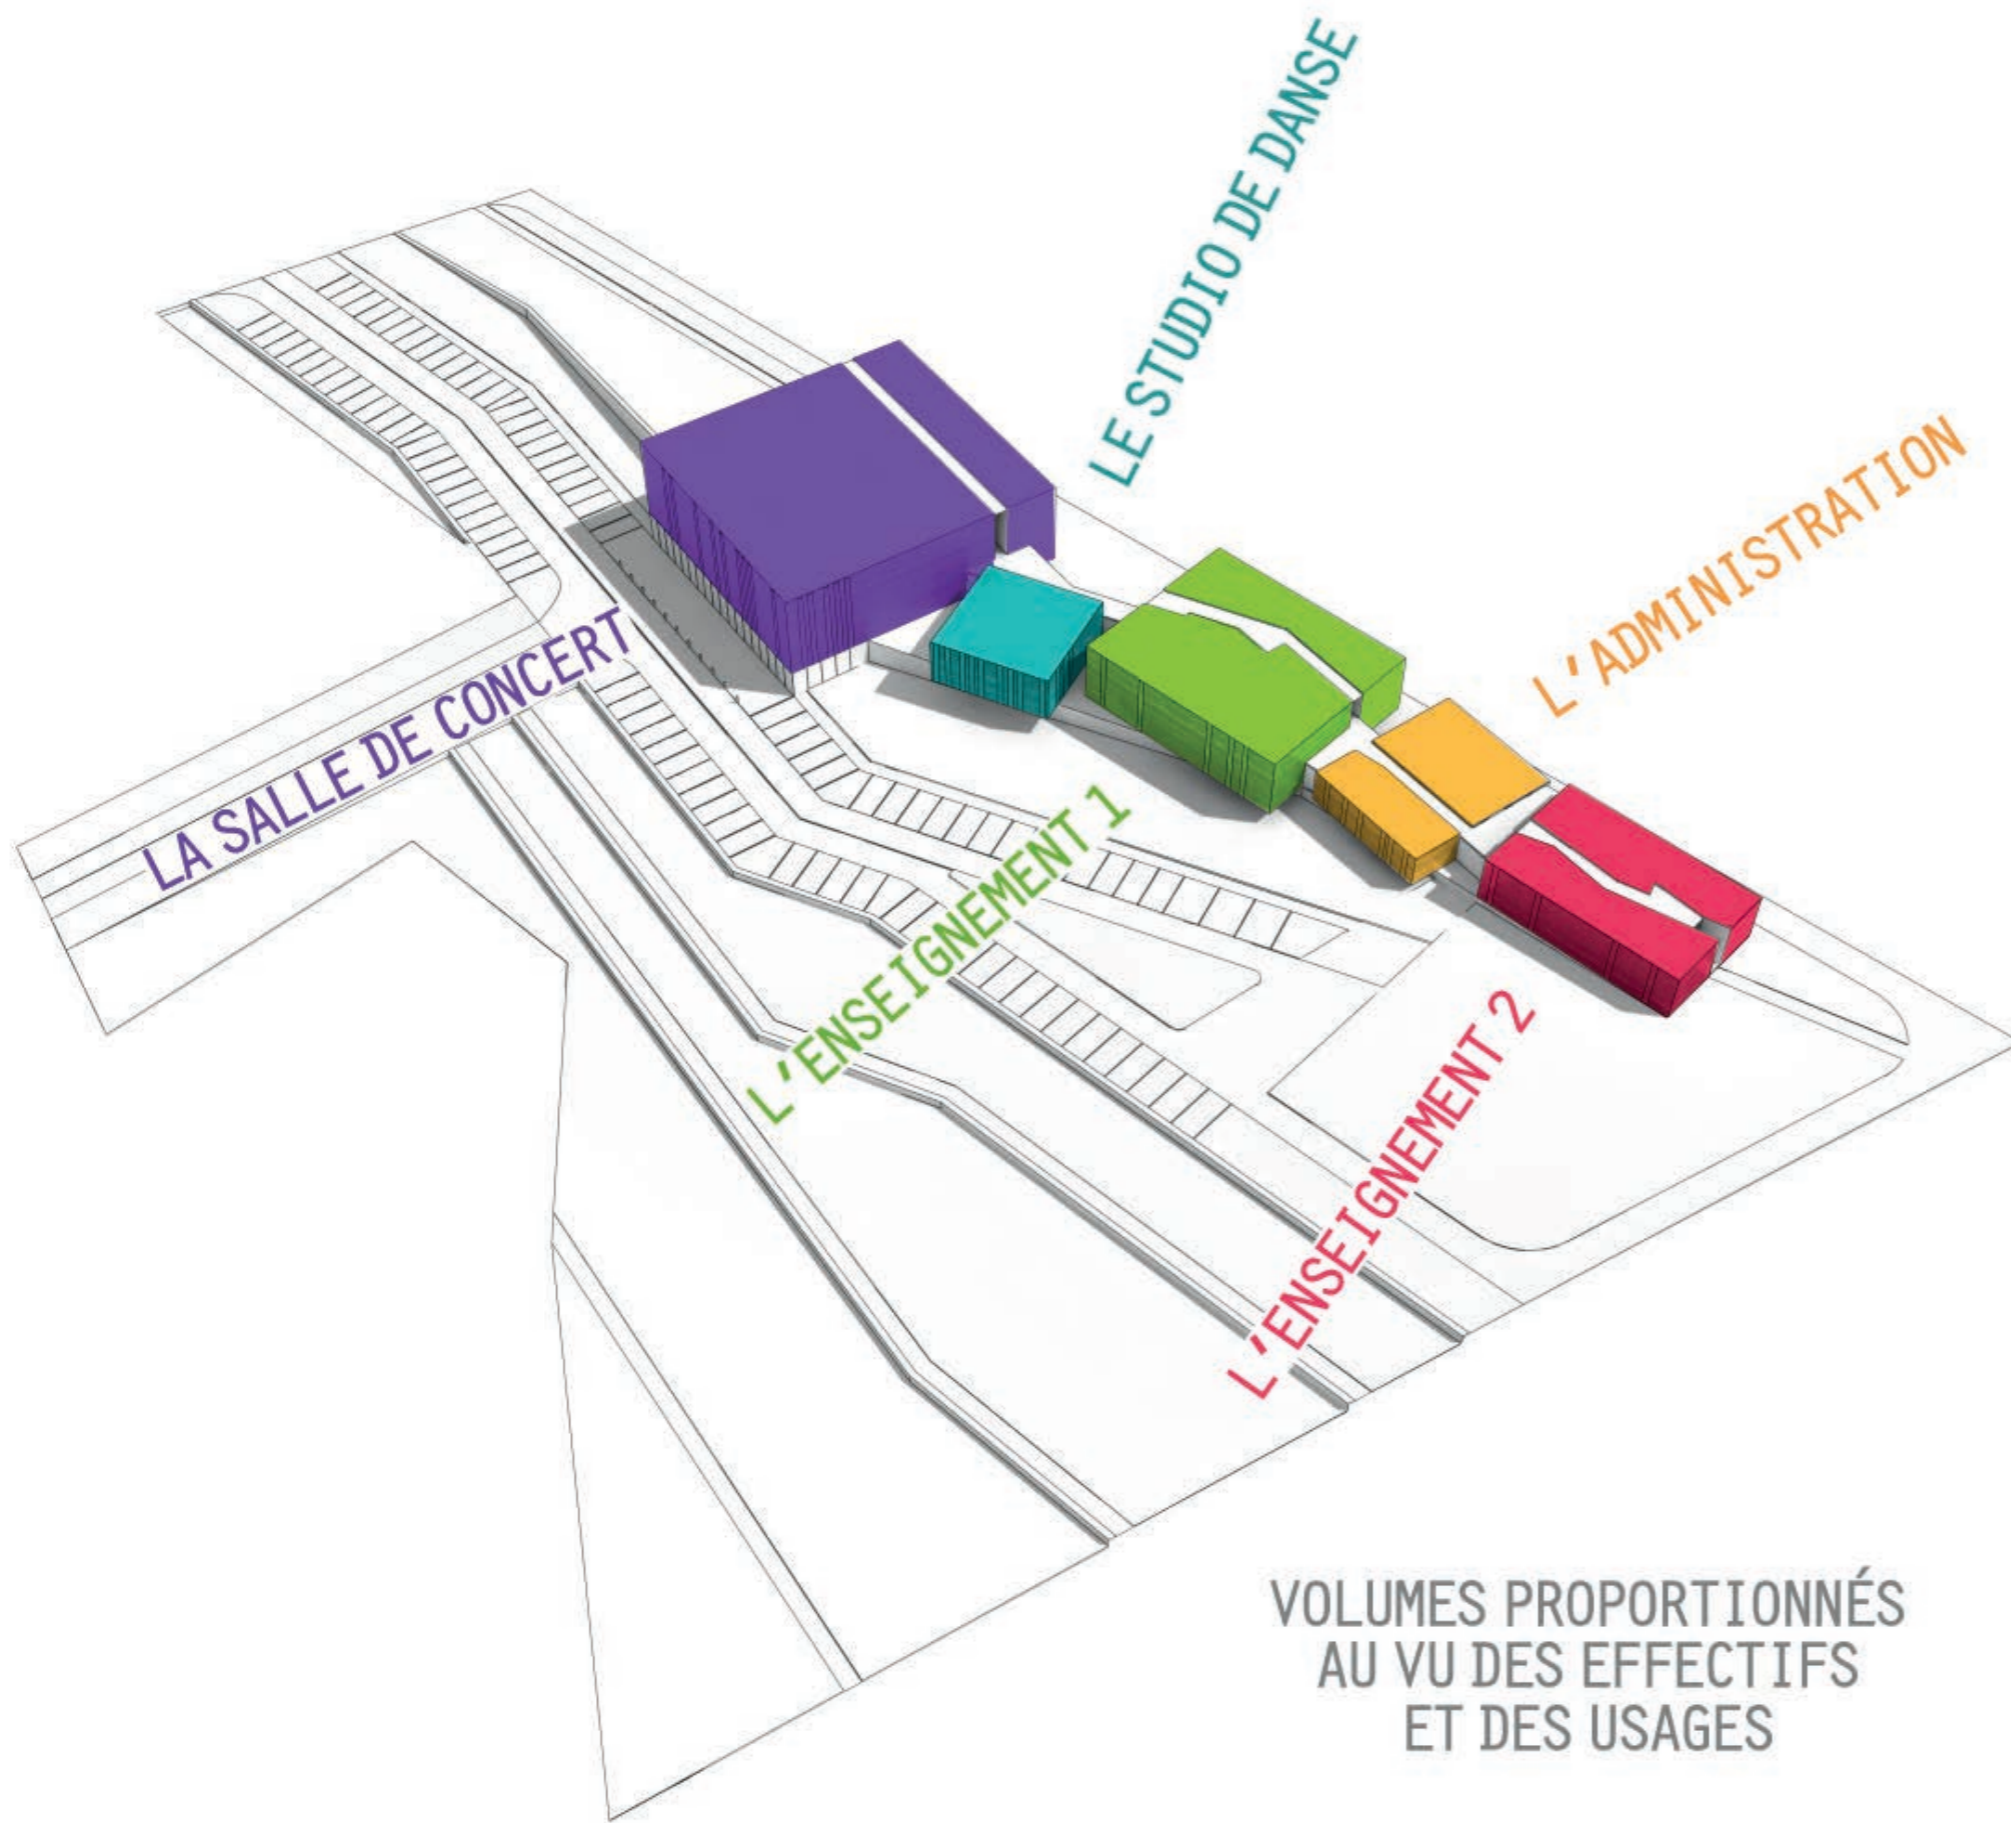 LE STUDIO DE DANSE
L'ADMINISTRATION
LA SALLE DE CONCERT
L'ENSEIGNEMENT 1
L'ENSEIGNEMENT 2
VOLUMES PROPORTIONNÉS
AU VU DES EFFECTIFS
ET DES USAGES